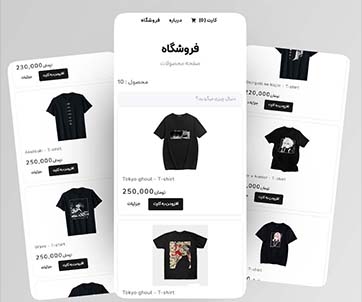 کارت (0) درباره فروشگاه
فروشگاه
صفحه محصولات
محصول : 10
دنبال چیزی میگردید؟
Tokyo-ghoul - T-shirt
250,000 تومان
افزودن به کارت
جزئیات
Tokyo-ghoul - T-shirt
230,000 تومان
افزودن به کارت
جزئیات
Akatsuki - T-shirt
250,000 تومان
افزودن به کارت
جزئیات
T-shirt
250,000 تومان
افزودن به کارت
جزئیات
T-shirt
220,000 تومان
افزودن به کارت
جزئیات
T-shirt
250,000 تومان
افزودن به کارت
جزئیات